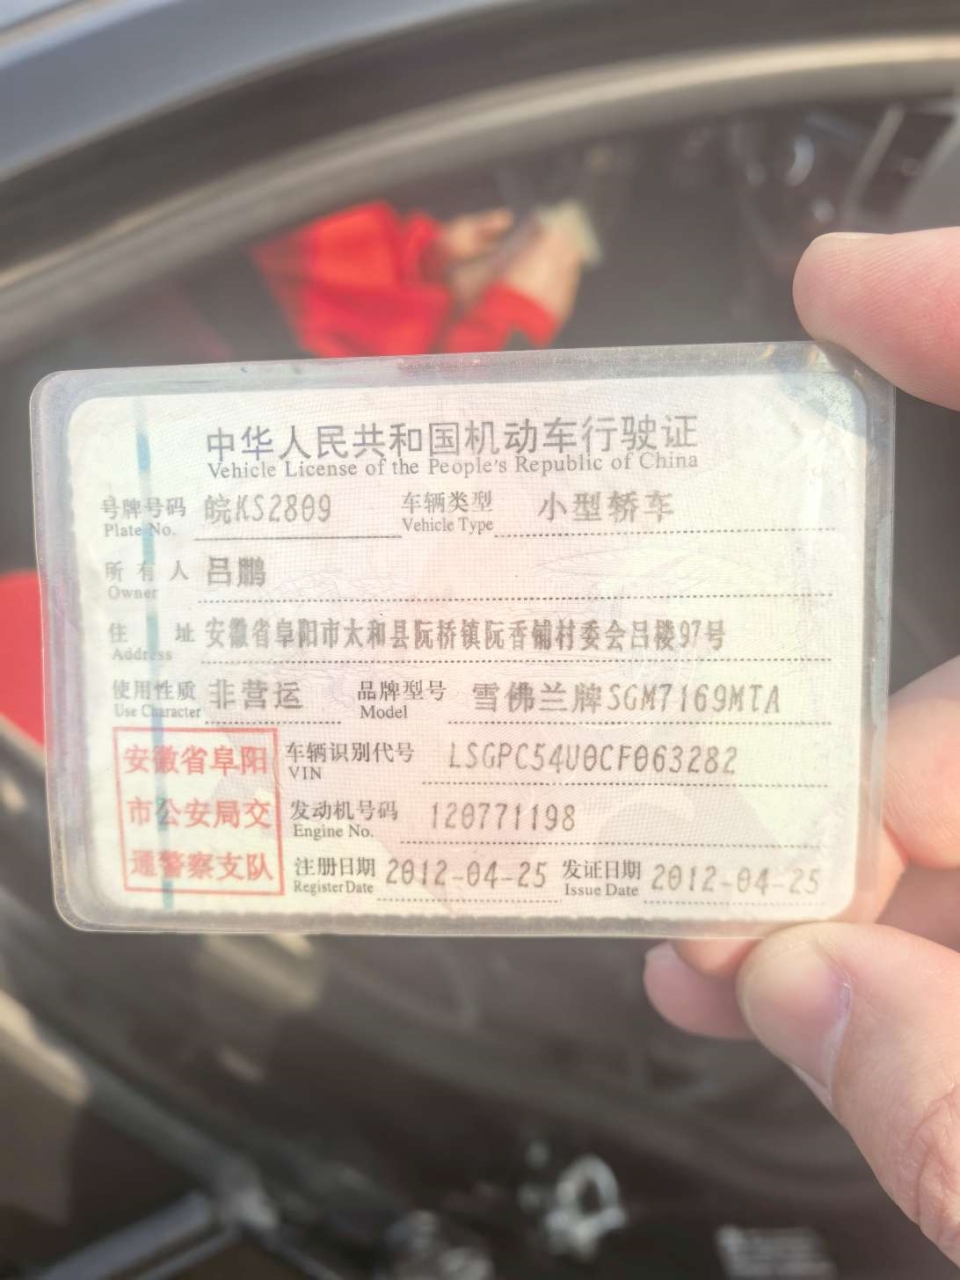 中华人民共和国机动车行驶证
Vehicle License of the People's Republic of China
号牌号码 皖KS2809 车辆类型 小型轿车
Plate No. Vehicle Type
所有人 吕鹏
Owner
住址 安徽省阜阳市太和县阮桥镇阮香铺村委会吕楼97号
Address
使用性质 非营运 品牌型号 雪佛兰牌SGM7169MTA
Use Character Model
安徽省阜阳
市公安局交
通警察支队
车辆识别代号 LSGPC54U0CF063282
VIN
发动机号码 120771198
Engine No.
注册日期 2012-04-25 发证日期 2012-04-25
Register Date Issue Date